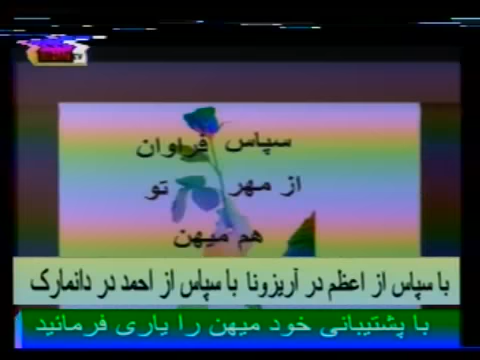 سپاس فراوان
از مهر تو
هم میهن
با سپاس از اعظم در آریزونا با سپاس از احمد در دانمارک
با پشتیبانی خود میهن را یاری فرمائید